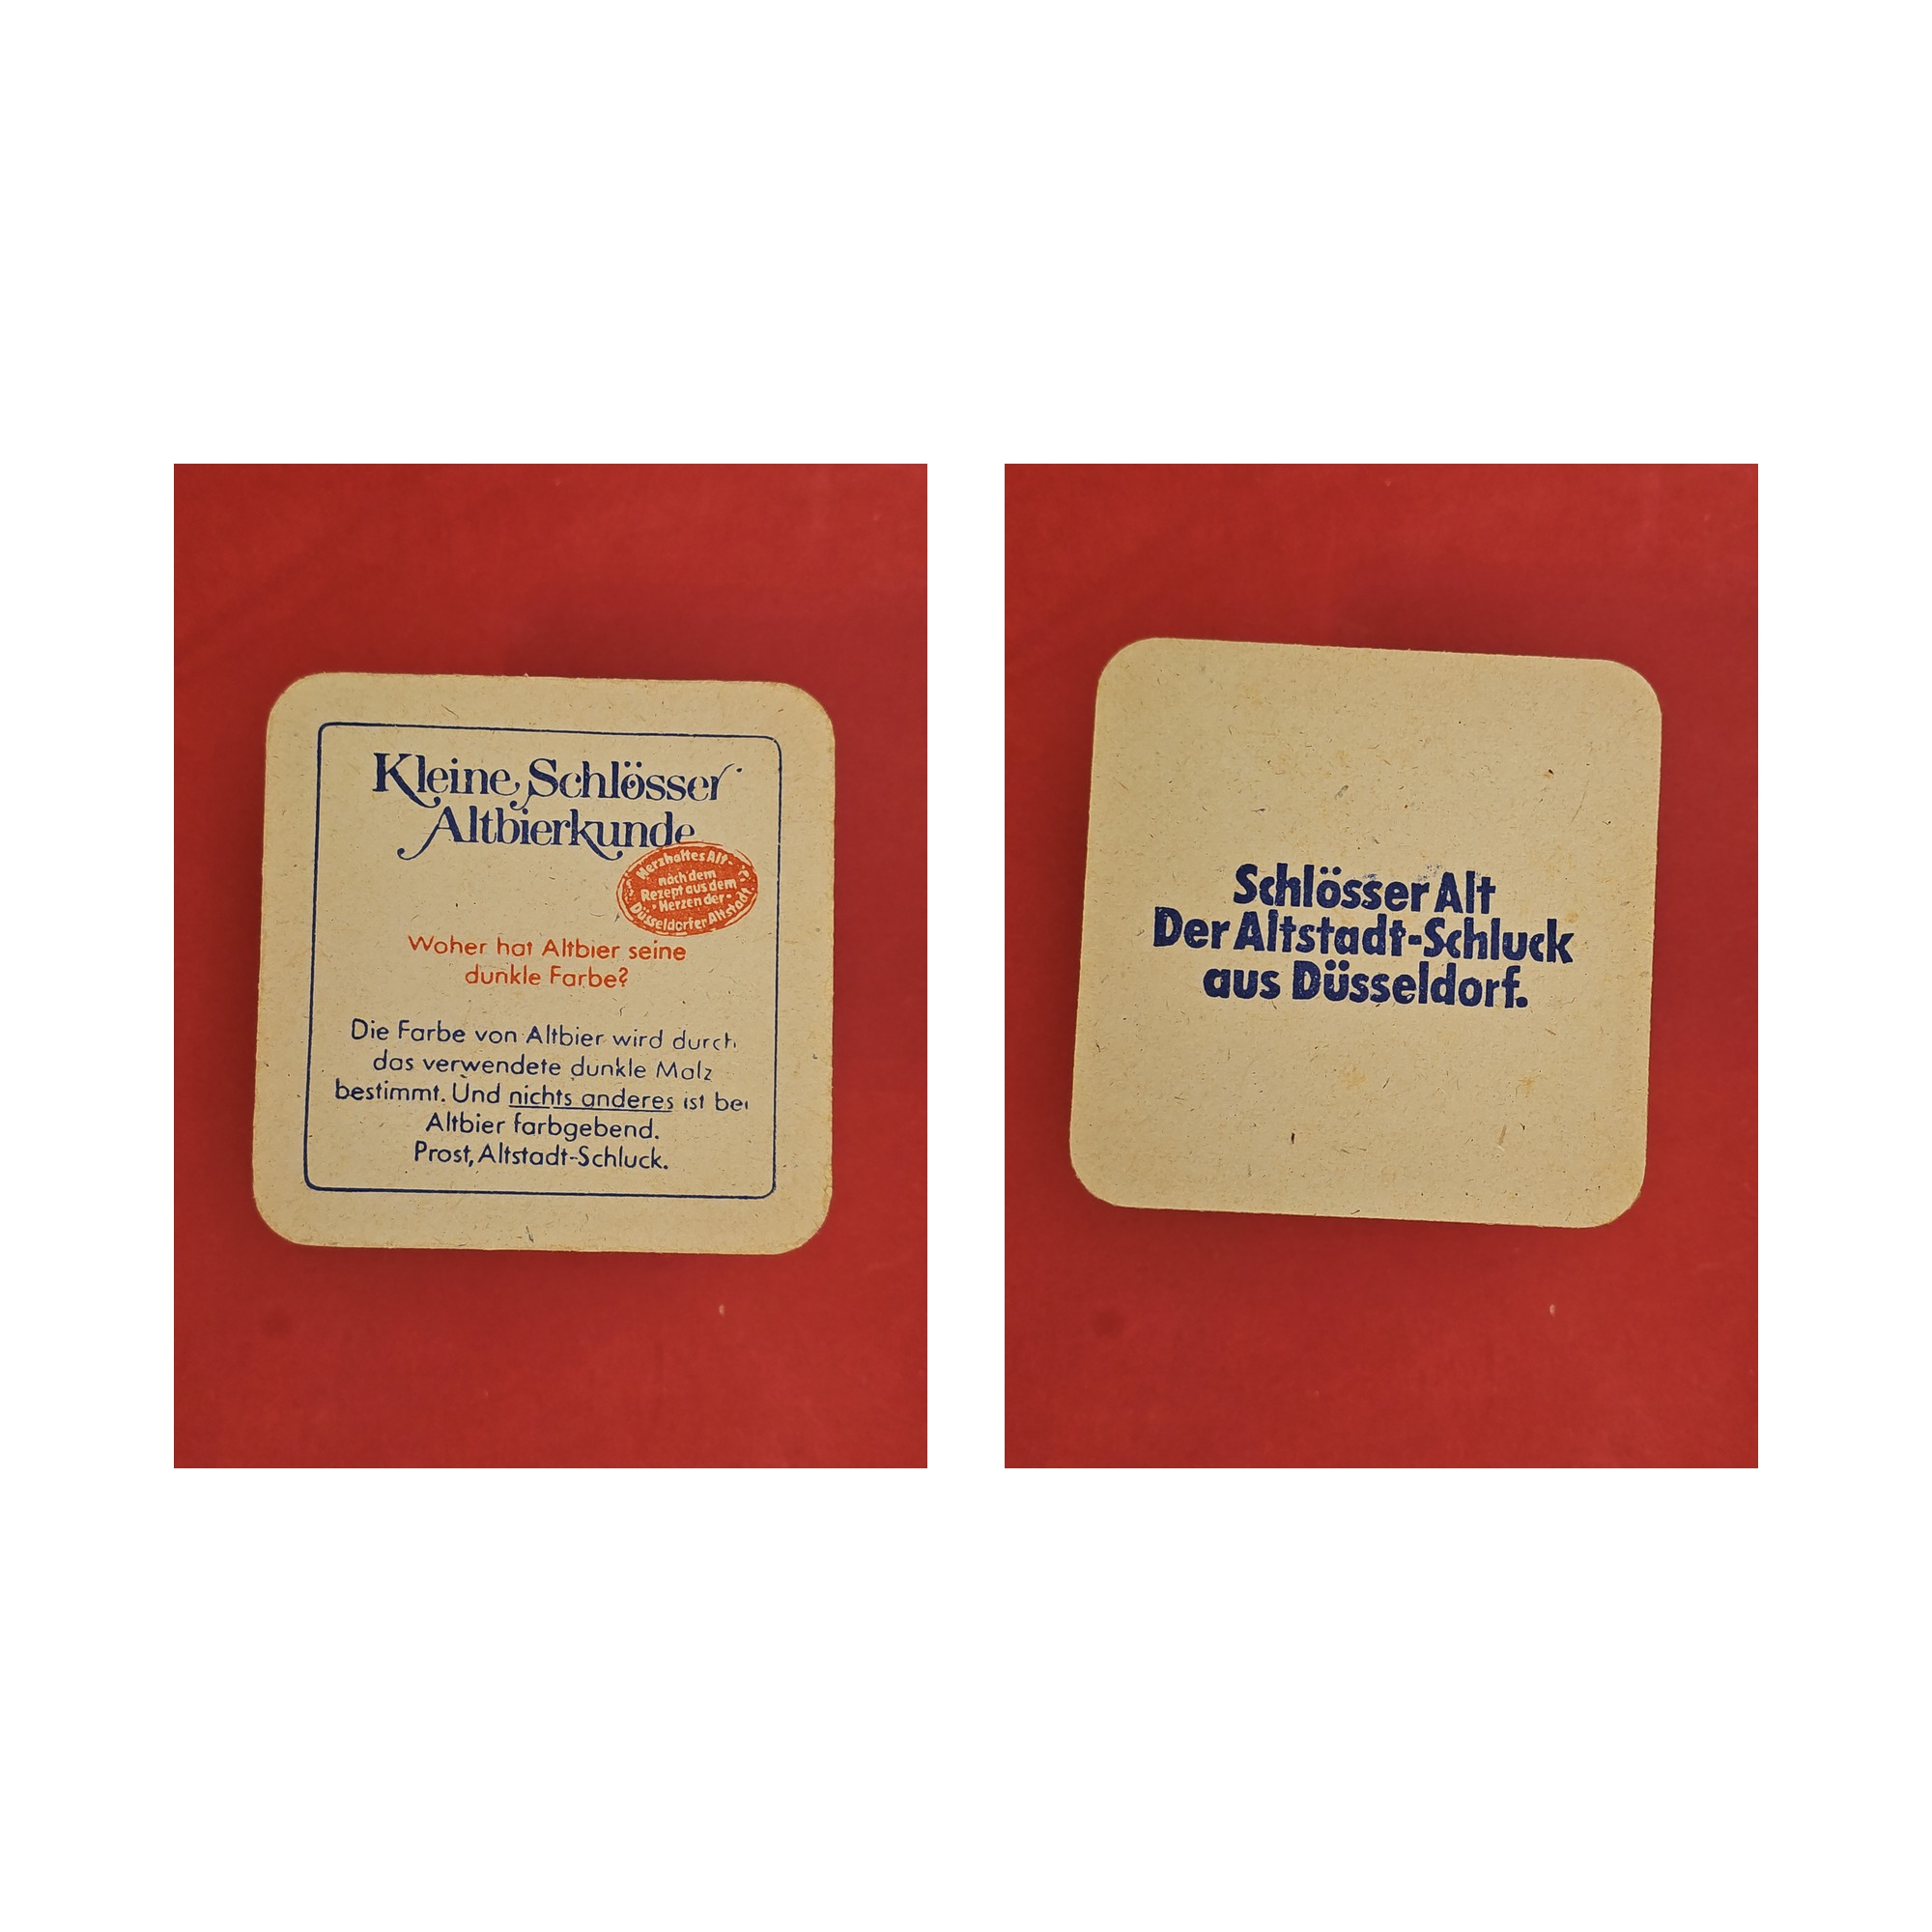 Kleine Schlösser
Altbierkunde
Herzhaftes Alt
nach dem
Rezept aus dem
Herzen der
Düsseldorfer Altstadt.
Woher hat Altbier seine
dunkle Farbe?
Die Farbe von Altbier wird durch
das verwendete dunkle Malz
bestimmt. Und nichts anderes ist bei
Altbier farbgebend.
Prost, Altstadt-Schluck.
Schlösser Alt
Der Altstadt-Schluck
aus Düsseldorf.